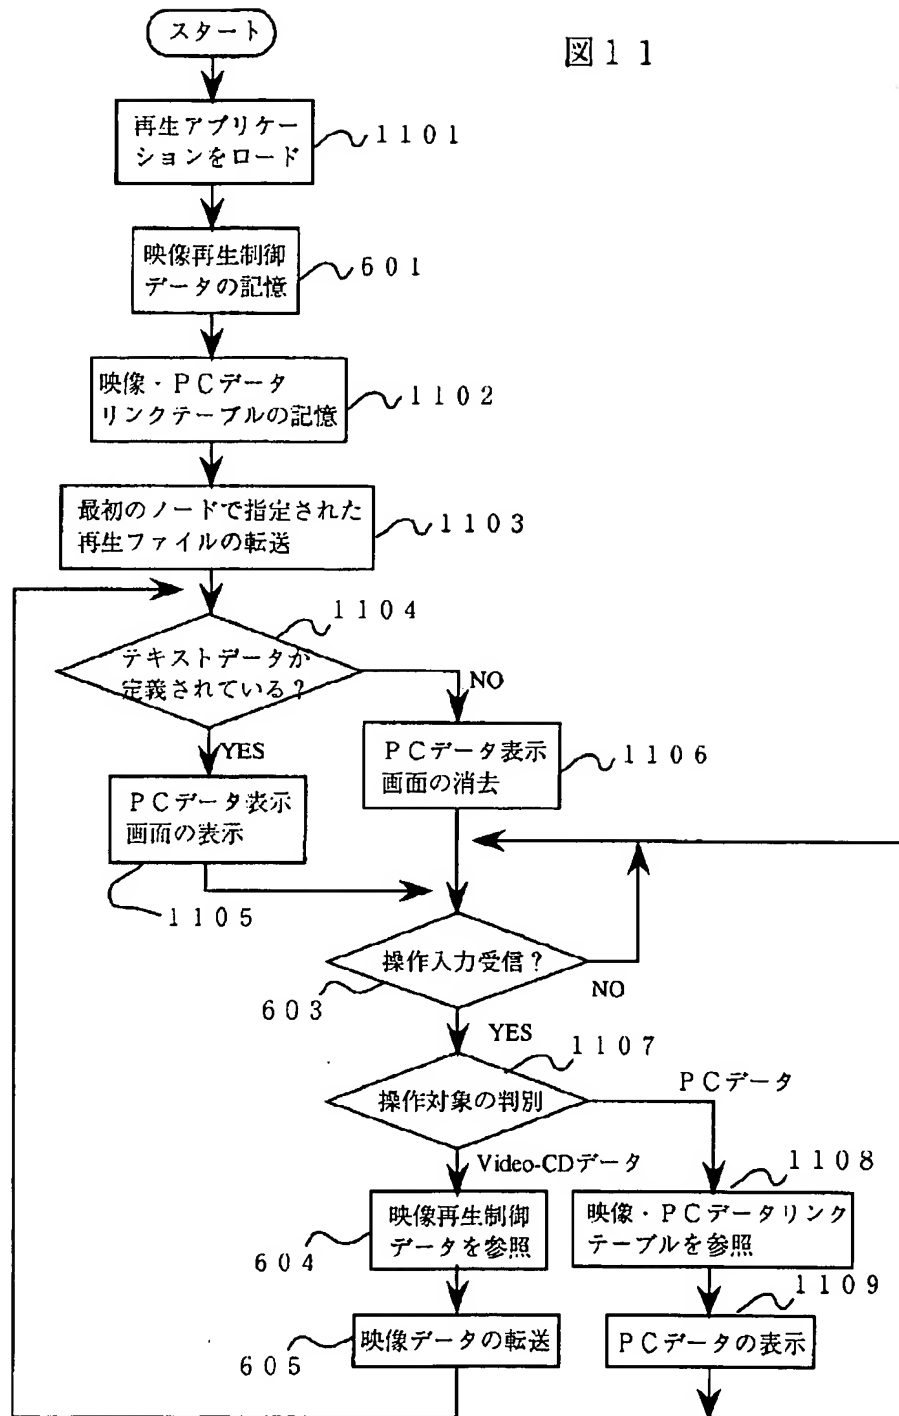 スタート
図11
再生アプリケー
ションをロード
1101
映像再生制御
データの記憶
601
映像・PCデータ
リンクテーブルの記憶
1102
最初のノードで指定された
再生ファイルの転送
1103
1104
テキストデータが
定義されている?
NO
YES
PCデータ表示
画面の消去
1106
PCデータ表示
画面の表示
1105
操作入力受信?
603
NO
YES
1107
操作対象の判別
PCデータ
Video-CDデータ
1108
映像再生制御
データを参照
604
映像・PCデータリンク
テーブルを参照
1109
映像データの転送
605
PCデータの表示